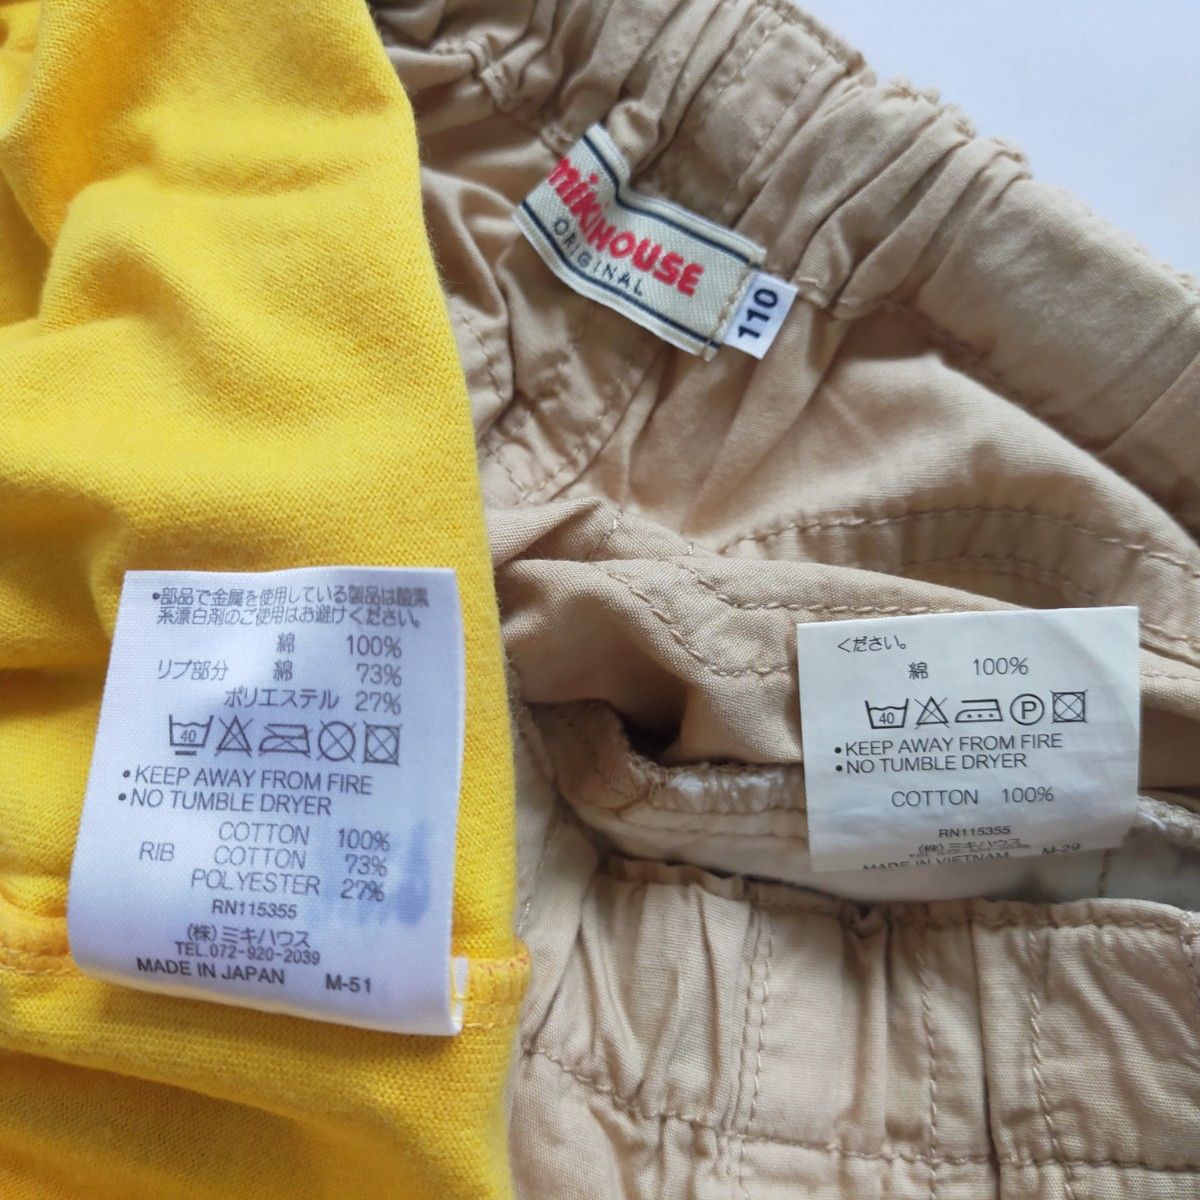 mikiHOUSE
ORIGINAL
110
•部品で金属を使用している製品は酸素
系漂白剤のご使用はお避けください。
綿 100%
リブ部分 綿 73%
ポリエステル 27%
40
•KEEP AWAY FROM FIRE
•NO TUMBLE DRYER
COTTON 100%
RIB COTTON 73%
POLYESTER 27%
RN115355
(株)ミキハウス
TEL.072-920-2039
MADE IN JAPAN M-51
ください。
綿 100%
40 P
•KEEP AWAY FROM FIRE
•NO TUMBLE DRYER
COTTON 100%
RN115355
(株)ミキハウス
MADE IN VIETNAM M-29